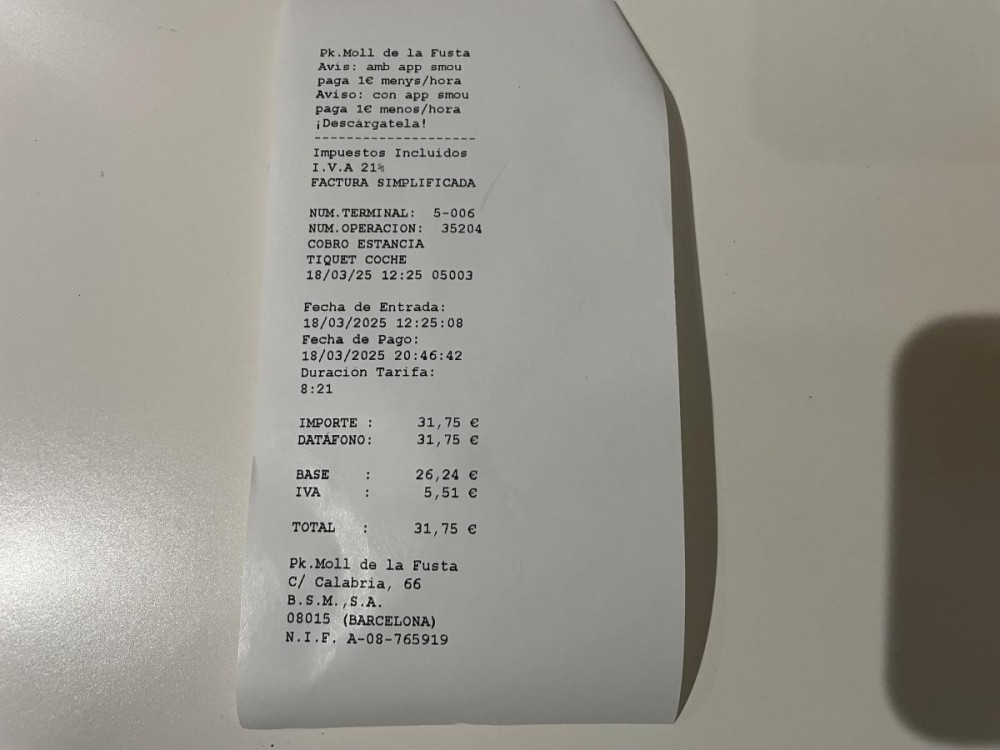 Pk.Moll de la Fusta
Avis: amb app smou
paga 1€ menys/hora
Aviso: con app smou
paga 1€ menos/hora
¡Descárgatela!
---------------------
Impuestos Incluidos
I.V.A 21%
FACTURA SIMPLIFICADA
NUM.TERMINAL: 5-006
NUM.OPERACION: 35204
COBRO ESTANCIA
TIQUET COCHE
18/03/25 12:25 05003
Fecha de Entrada:
18/03/2025 12:25:08
Fecha de Pago:
18/03/2025 20:46:42
Duración Tarifa:
8:21
IMPORTE : 31,75 €
DATÁFONO: 31,75 €
BASE : 26,24 €
IVA : 5,51 €
TOTAL : 31,75 €
Pk.Moll de la Fusta
C/ Calabria, 66
B.S.M.,S.A.
08015 (BARCELONA)
N.I.F. A-08-765919